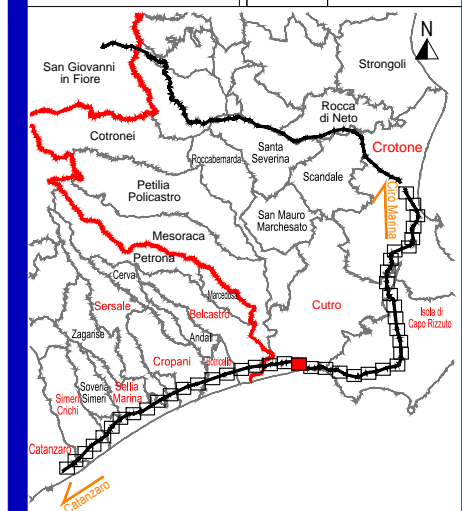 N
San Giovanni
in Fiore
Strongoli
Rocca
di Neto
Cotronei
Crotone
Santa
Severina
Roccabernarda
Scandale
Petilia
Policastro
Cirò Marina
San Mauro
Marchesato
Mesoraca
Petrona
Cerva
Marcedusa
Sersale
Belcastro
Cutro
Isola di
Capo Rizzuto
Zagarise
Andali
Cropani
Botricello
Soveria
Simeri
Sellia
Marina
Simeri
Crichi
Catanzaro
Catanzaro